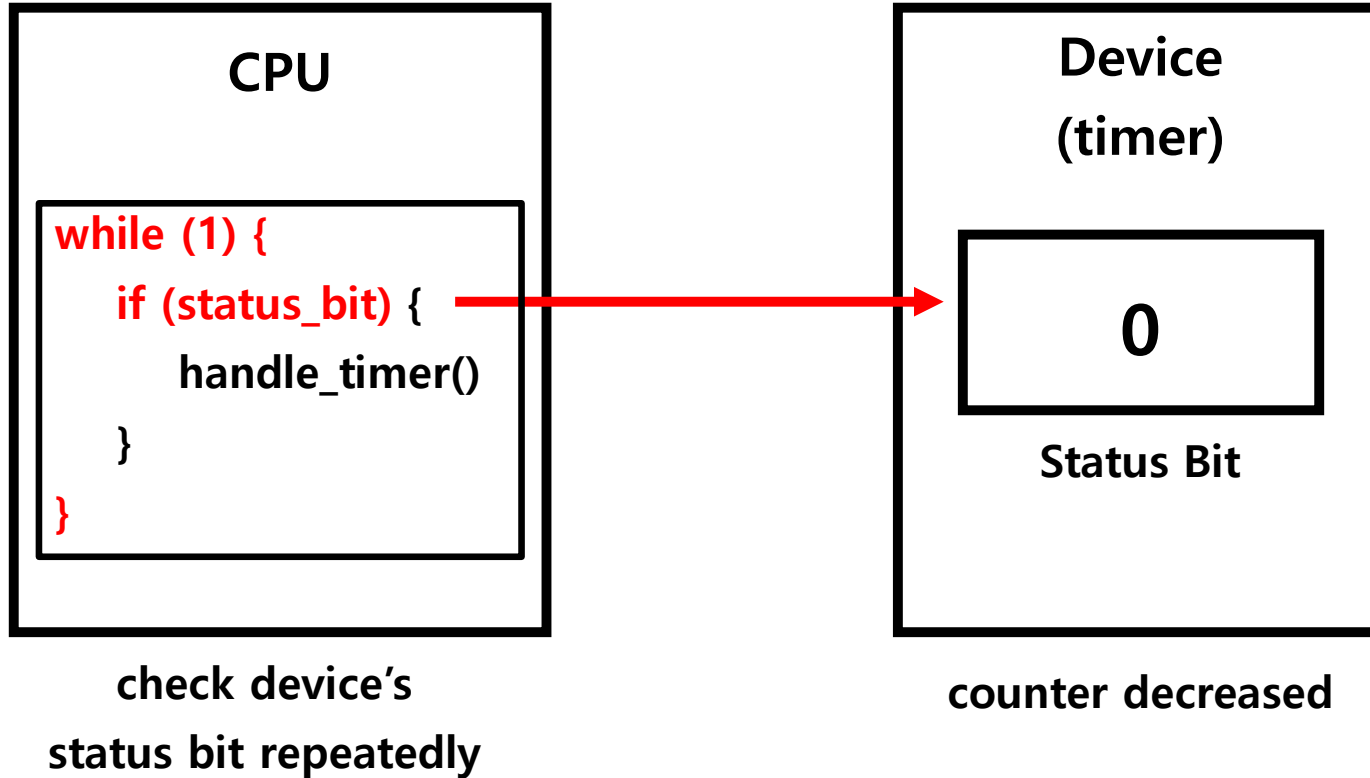 CPU
while (1) {
if (status_bit) {
handle_timer()
}
}
check device’s
status bit repeatedly
Device
(timer)
0
Status Bit
counter decreased